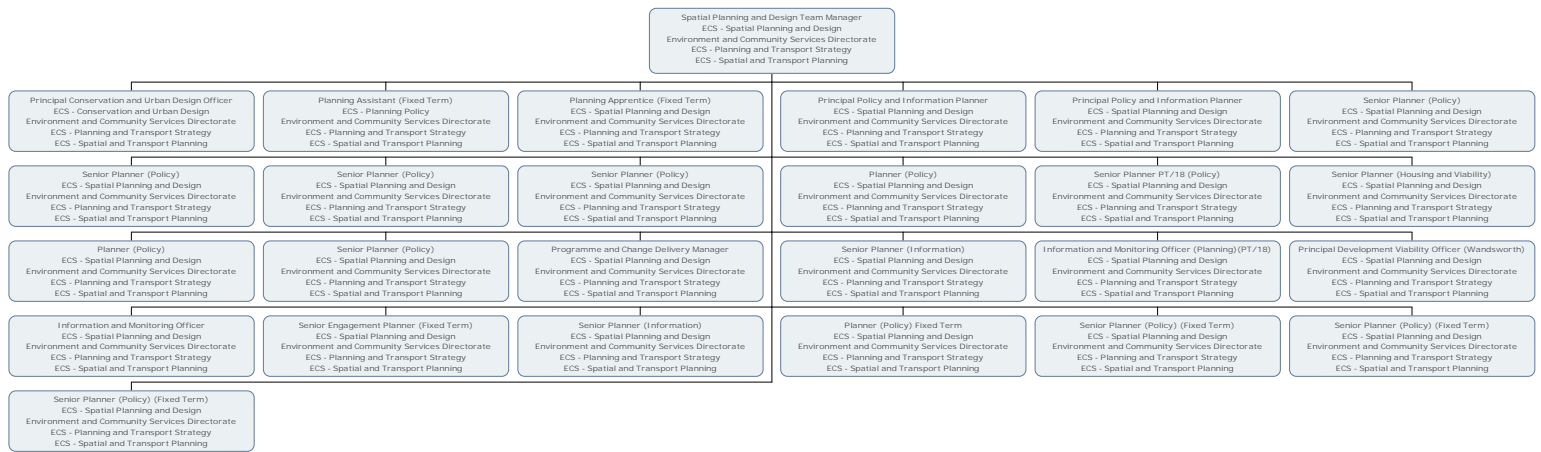 Spatial Planning and Design Team Manager
ECS - Spatial Planning and Design
Environment and Community Services Directorate
ECS - Planning and Transport Strategy
ECS - Spatial and Transport Planning
Principal Conservation and Urban Design Officer
ECS - Conservation and Urban Design
Environment and Community Services Directorate
ECS - Planning and Transport Strategy
ECS - Spatial and Transport Planning
Planning Assistant (Fixed Term)
ECS - Planning Policy
Environment and Community Services Directorate
ECS - Planning and Transport Strategy
ECS - Spatial and Transport Planning
Planning Apprentice (Fixed Term)
ECS - Spatial Planning and Design
Environment and Community Services Directorate
ECS - Planning and Transport Strategy
ECS - Spatial and Transport Planning
Principal Policy and Information Planner
ECS - Spatial Planning and Design
Environment and Community Services Directorate
ECS - Planning and Transport Strategy
ECS - Spatial and Transport Planning
Principal Policy and Information Planner
ECS - Spatial Planning and Design
Environment and Community Services Directorate
ECS - Planning and Transport Strategy
ECS - Spatial and Transport Planning
Senior Planner (Policy)
ECS - Spatial Planning and Design
Environment and Community Services Directorate
ECS - Planning and Transport Strategy
ECS - Spatial and Transport Planning
Senior Planner (Policy)
ECS - Spatial Planning and Design
Environment and Community Services Directorate
ECS - Planning and Transport Strategy
ECS - Spatial and Transport Planning
Senior Planner (Policy)
ECS - Spatial Planning and Design
Environment and Community Services Directorate
ECS - Planning and Transport Strategy
ECS - Spatial and Transport Planning
Senior Planner (Policy)
ECS - Spatial Planning and Design
Environment and Community Services Directorate
ECS - Planning and Transport Strategy
ECS - Spatial and Transport Planning
Planner (Policy)
ECS - Spatial Planning and Design
Environment and Community Services Directorate
ECS - Planning and Transport Strategy
ECS - Spatial and Transport Planning
Senior Planner PT/18 (Policy)
ECS - Spatial Planning and Design
Environment and Community Services Directorate
ECS - Planning and Transport Strategy
ECS - Spatial and Transport Planning
Senior Planner (Housing and Viability)
ECS - Spatial Planning and Design
Environment and Community Services Directorate
ECS - Planning and Transport Strategy
ECS - Spatial and Transport Planning
Planner (Policy)
ECS - Spatial Planning and Design
Environment and Community Services Directorate
ECS - Planning and Transport Strategy
ECS - Spatial and Transport Planning
Senior Planner (Policy)
ECS - Spatial Planning and Design
Environment and Community Services Directorate
ECS - Planning and Transport Strategy
ECS - Spatial and Transport Planning
Programme and Change Delivery Manager
ECS - Spatial Planning and Design
Environment and Community Services Directorate
ECS - Planning and Transport Strategy
ECS - Spatial and Transport Planning
Senior Planner (Information)
ECS - Spatial Planning and Design
Environment and Community Services Directorate
ECS - Planning and Transport Strategy
ECS - Spatial and Transport Planning
Information and Monitoring Officer (Planning) (PT/18)
ECS - Spatial Planning and Design
Environment and Community Services Directorate
ECS - Planning and Transport Strategy
ECS - Spatial and Transport Planning
Principal Development Viability Officer (Wandsworth)
ECS - Spatial Planning and Design
Environment and Community Services Directorate
ECS - Planning and Transport Strategy
ECS - Spatial and Transport Planning
Information and Monitoring Officer
ECS - Spatial Planning and Design
Environment and Community Services Directorate
ECS - Planning and Transport Strategy
ECS - Spatial and Transport Planning
Senior Engagement Planner (Fixed Term)
ECS - Spatial Planning and Design
Environment and Community Services Directorate
ECS - Planning and Transport Strategy
ECS - Spatial and Transport Planning
Senior Planner (Information)
ECS - Spatial Planning and Design
Environment and Community Services Directorate
ECS - Planning and Transport Strategy
ECS - Spatial and Transport Planning
Planner (Policy) Fixed Term
ECS - Spatial Planning and Design
Environment and Community Services Directorate
ECS - Planning and Transport Strategy
ECS - Spatial and Transport Planning
Senior Planner (Policy) (Fixed Term)
ECS - Spatial Planning and Design
Environment and Community Services Directorate
ECS - Planning and Transport Strategy
ECS - Spatial and Transport Planning
Senior Planner (Policy) (Fixed Term)
ECS - Spatial Planning and Design
Environment and Community Services Directorate
ECS - Planning and Transport Strategy
ECS - Spatial and Transport Planning
Senior Planner (Policy) (Fixed Term)
ECS - Spatial Planning and Design
Environment and Community Services Directorate
ECS - Planning and Transport Strategy
ECS - Spatial and Transport Planning